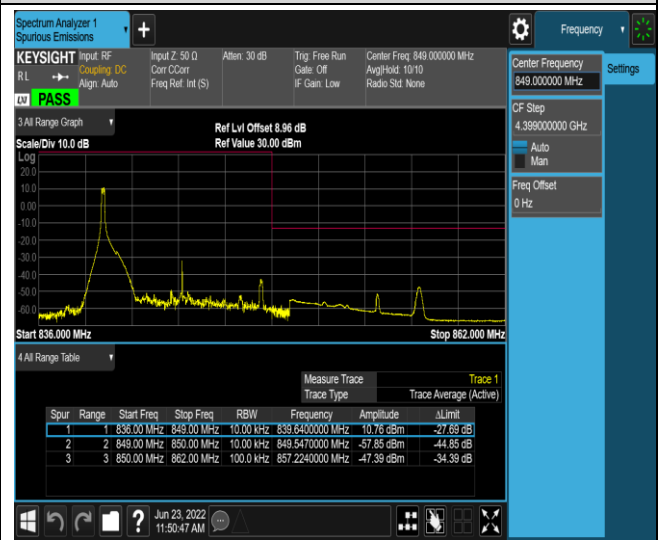 Spectrum Analyzer 1
Spurious Emissions
Frequency
KEYSIGHT Input: RF Input Z: 50 Ω Atten: 30 dB Trig: Free Run Center Freq: 849.000000 MHz
R L Coupling: DC Corr CCorr Gate: Off Avg|Hold: 10/10
Align: Auto Freq Ref: Int (S) IF Gain: Low Radio Std: None
LXI PASS
Center Frequency
849.000000 MHz
Settings
CF Step
4.399000000 GHz
Auto
Man
Freq Offset
0 Hz
3 All Range Graph
Ref Lvl Offset 8.96 dB
Scale/Div 10.0 dB Ref Value 30.00 dBm
Log
20.0
10.0
0.00
-10.0
-20.0
-30.0
-40.0
-50.0
-60.0
Start 836.000 MHz Stop 862.000 MHz
4 All Range Table
Measure Trace Trace 1
Trace Type Trace Average (Active)
Spur Range Start Freq Stop Freq RBW Frequency Amplitude ΔLimit
1 1 836.00 MHz 849.00 MHz 10.00 kHz 839.6400000 MHz 10.76 dBm -27.69 dB
2 2 849.00 MHz 850.00 MHz 10.00 kHz 849.5470000 MHz -57.85 dBm -44.85 dB
3 3 850.00 MHz 862.00 MHz 100.0 kHz 857.2240000 MHz -47.39 dBm -34.39 dB
Jun 23, 2022
11:50:47 AM